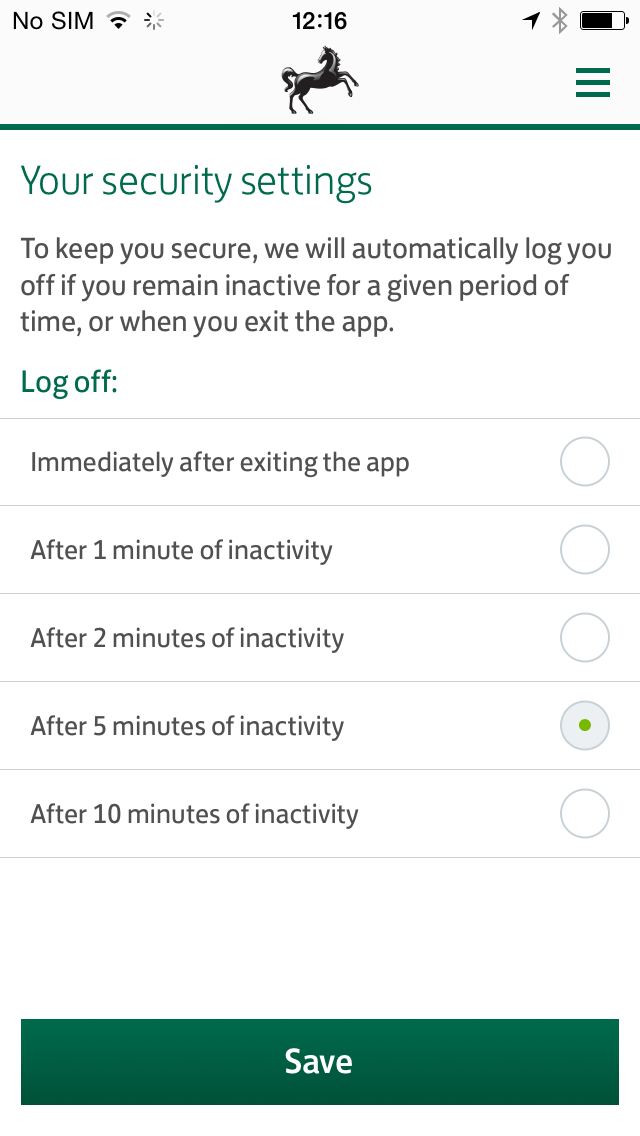 No SIM 12:16
Your security settings
To keep you secure, we will automatically log you
off if you remain inactive for a given period of
time, or when you exit the app.
Log off:
Immediately after exiting the app
After 1 minute of inactivity
After 2 minutes of inactivity
After 5 minutes of inactivity
After 10 minutes of inactivity
Save